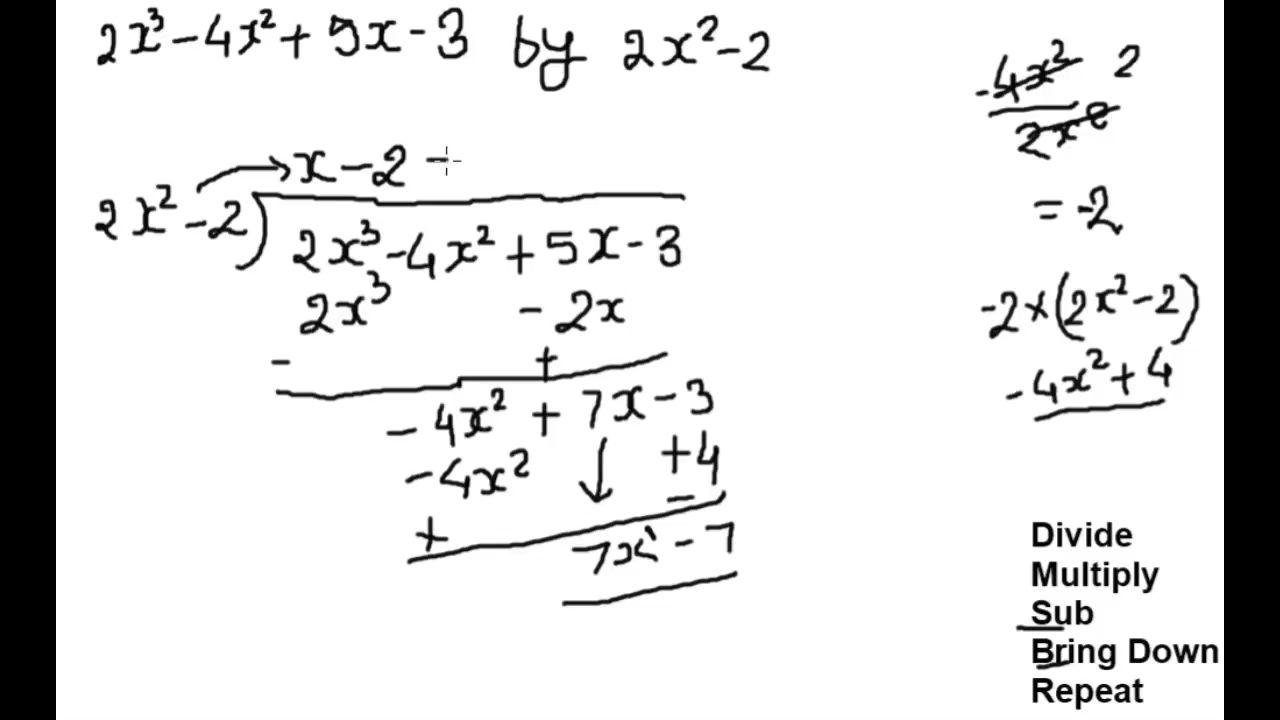 2x³ - 4x² + 5x - 3 by 2x² - 2
x - 2 -
2x² - 2 ) 2x³ - 4x² + 5x - 3
2x³ - 2x
- +
- 4x² + 7x - 3
- 4x² ↓ + 4
+ -
7x - 7
-4x² 2
2x²
= -2
-2 × (2x² - 2)
- 4x² + 4
Divide
Multiply
Sub
Bring Down
Repeat